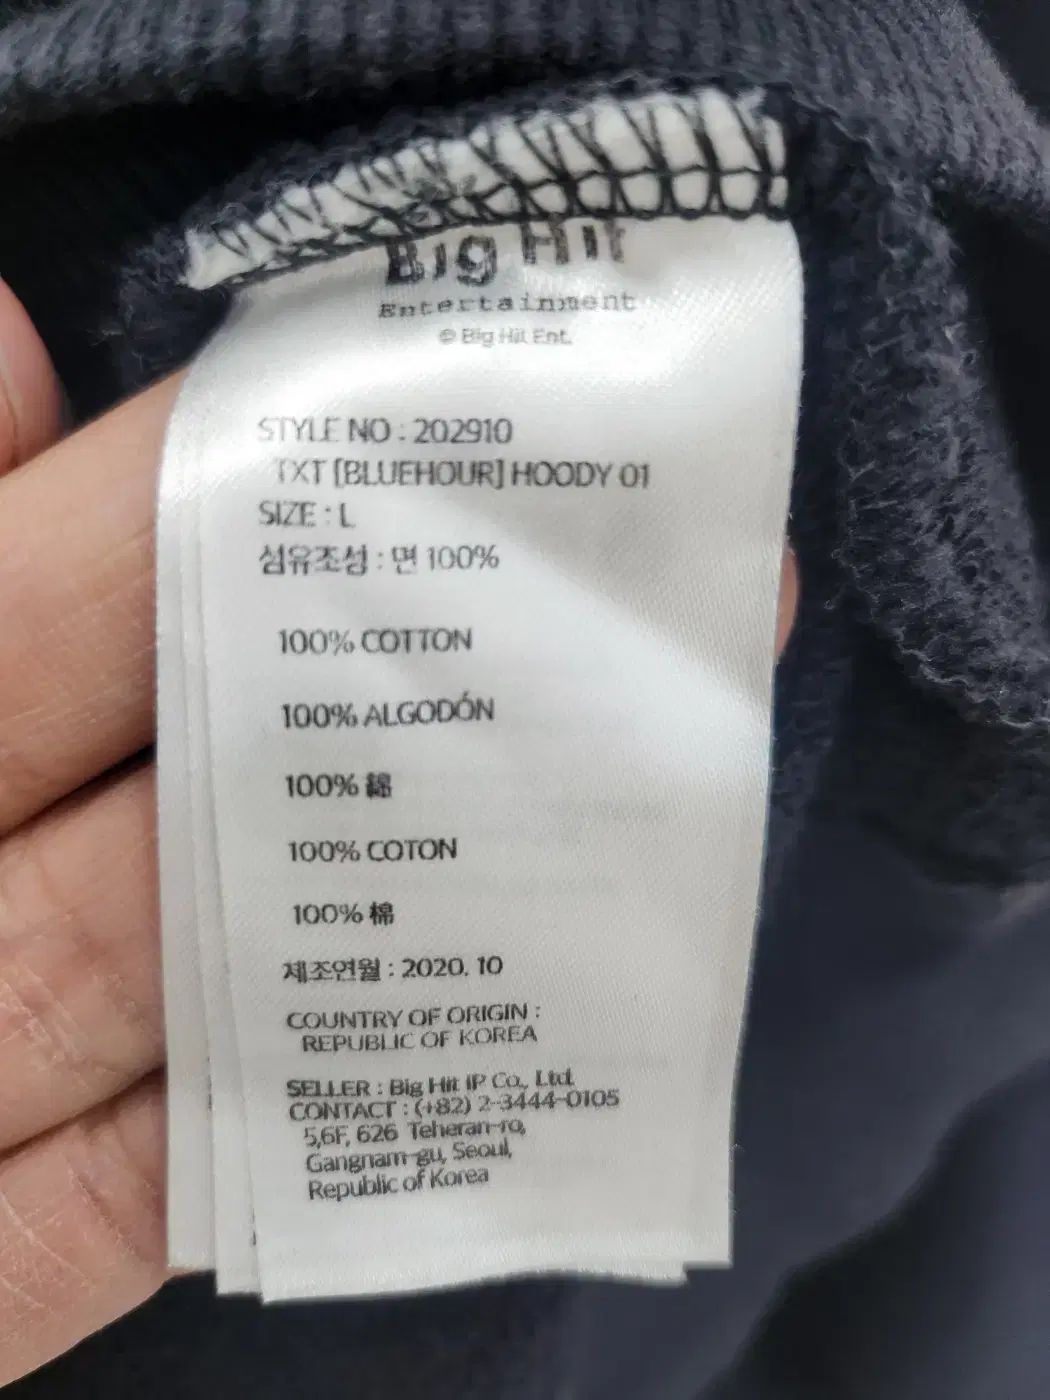 Big Hit
Entertainment
© Big Hit Ent.
STYLE NO : 202910
TXT [BLUEHOUR] HOODY 01
SIZE : L
섬유조성 : 면 100%
100% COTTON
100% ALGODÓN
100% 綿
100% COTON
100% 棉
제조연월 : 2020. 10
COUNTRY OF ORIGIN :
REPUBLIC OF KOREA
SELLER : Big Hit IP Co., Ltd.
CONTACT : (+82) 2-3444-0105
5,6F, 626 Teheran-ro,
Gangnam-gu, Seoul,
Republic of Korea